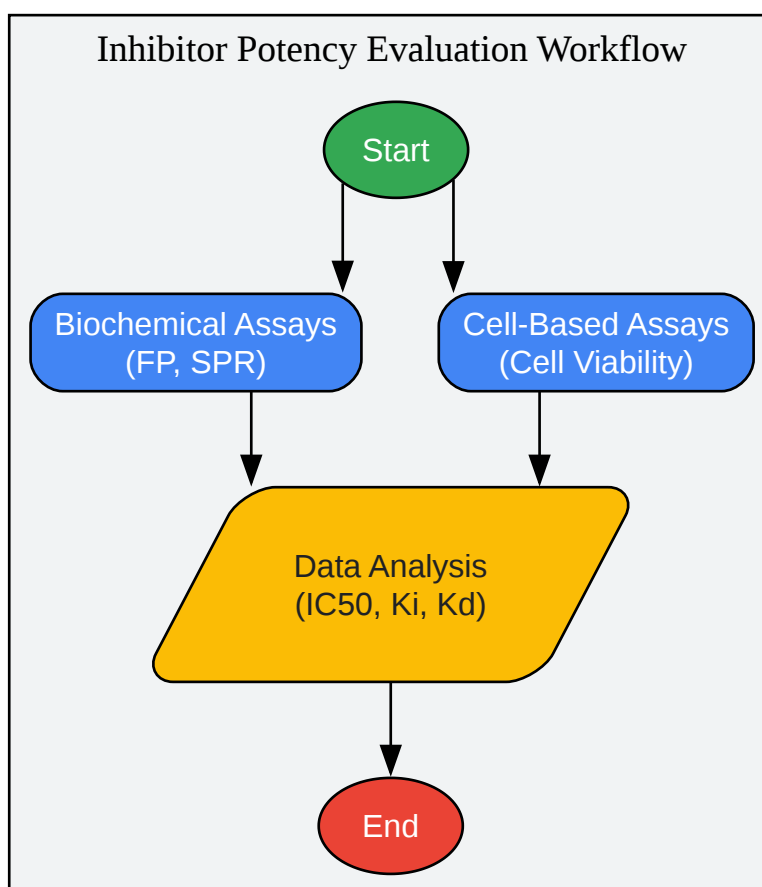 Inhibitor Potency Evaluation Workflow
Start
Biochemical Assays
(FP, SPR)
Cell-Based Assays
(Cell Viability)
Data Analysis
(IC50, Ki, Kd)
End